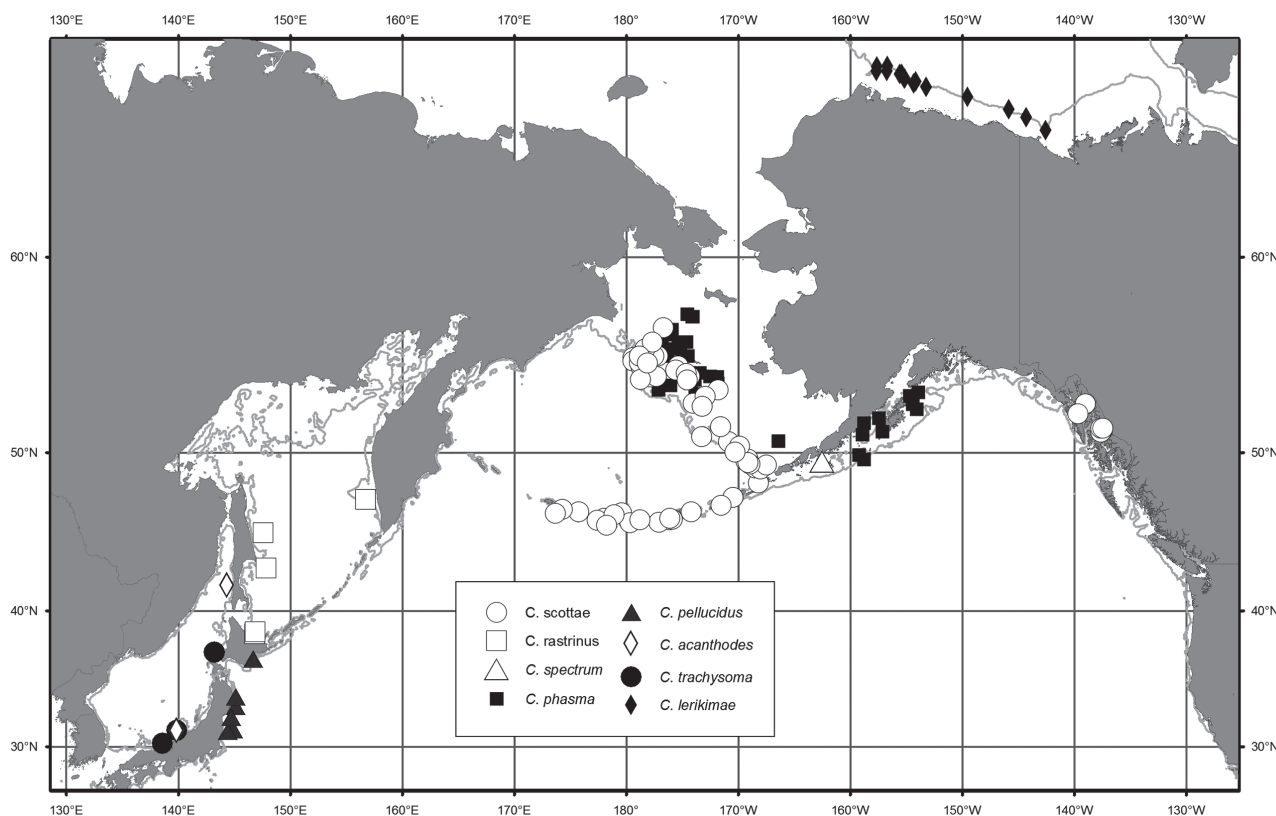 130°E 140°E 150°E 160°E 170°E 180° 170°W 160°W 150°W 140°W 130°W
60°N 60°N
50°N 50°N
40°N 40°N
30°N 30°N
C. scottae
C. rastrinus
C. spectrum
C. phasma
C. pellucidus
C. acanthodes
C. trachysoma
C. lerikimae
130°E 140°E 150°E 160°E 170°E 180° 170°W 160°W 150°W 140°W 130°W